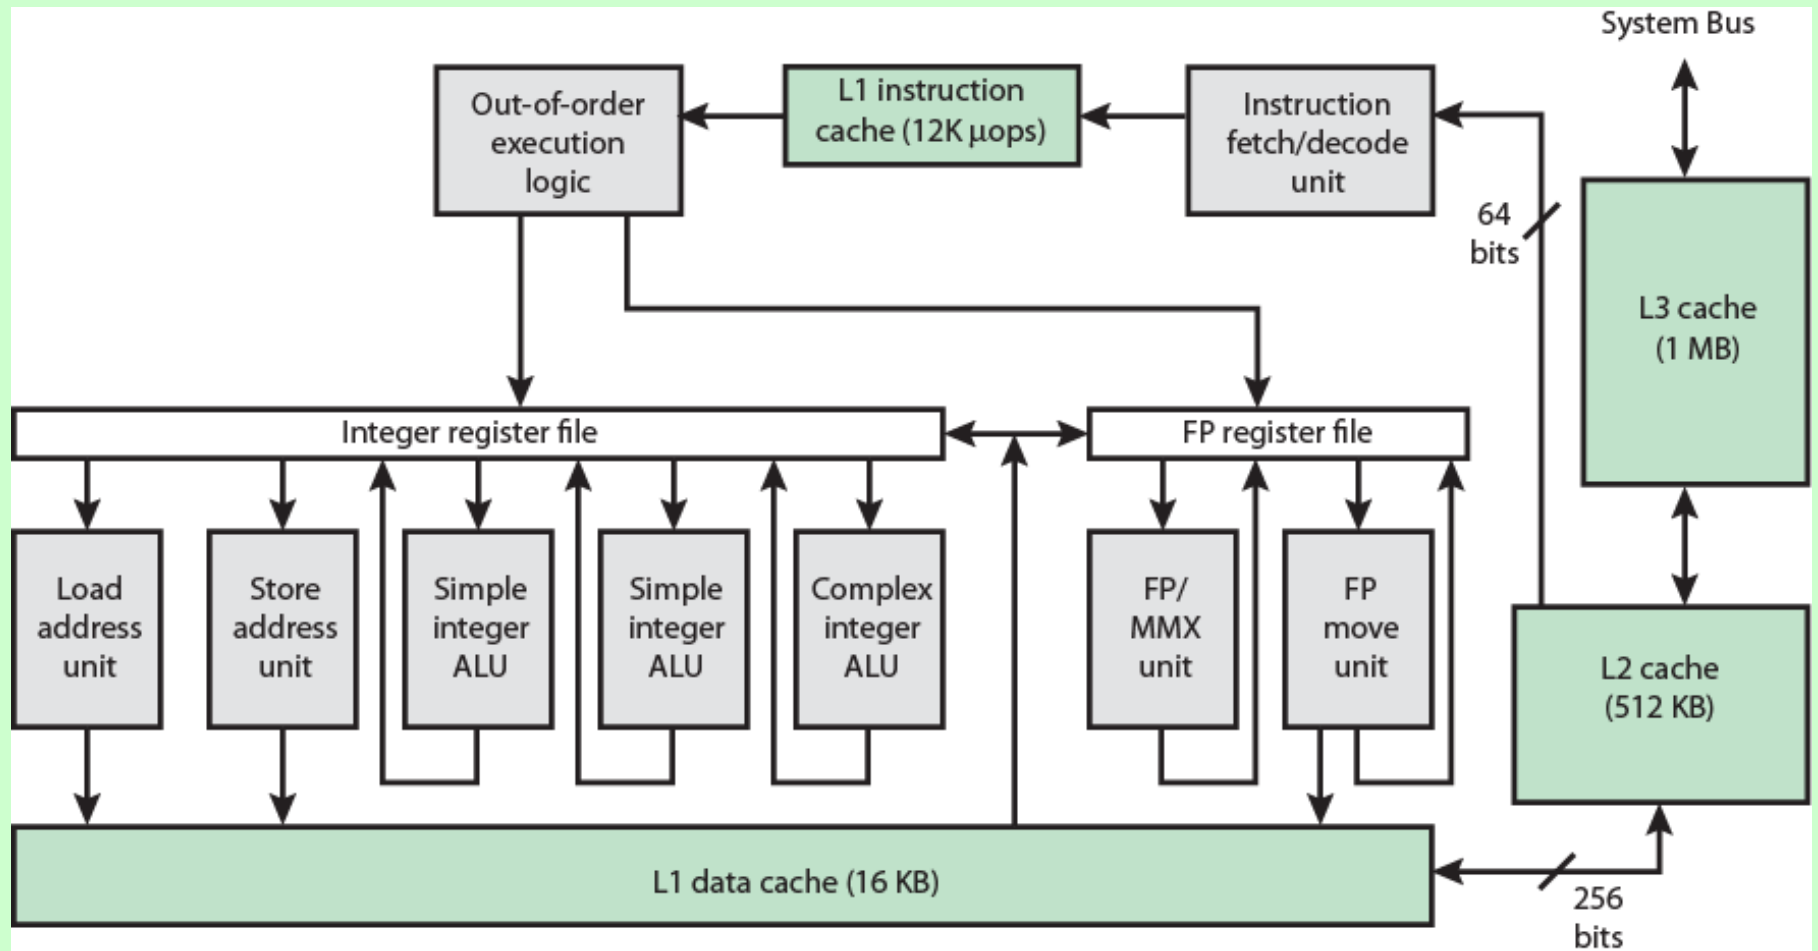 System Bus
Out-of-order
execution
logic
L1 instruction
cache (12K μops)
Instruction
fetch/decode
unit
64
bits
L3 cache
(1 MB)
Integer register file
FP register file
Load
address
unit
Store
address
unit
Simple
integer
ALU
Simple
integer
ALU
Complex
integer
ALU
FP/
MMX
unit
FP
move
unit
L2 cache
(512 KB)
L1 data cache (16 KB)
256
bits